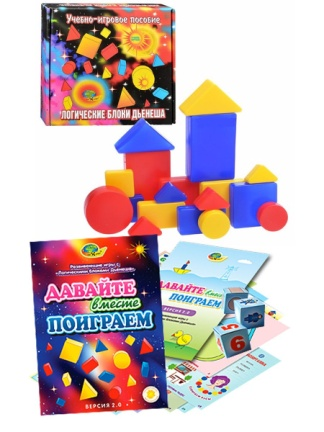 Учебно-игровое пособие
ЛОГИЧЕСКИЕ БЛОКИ ДЬЕНЕША
Развивающие игры с
«Логическими блоками Дьенеша»
ДАВАЙТЕ
вместе
ПОИГРАЕМ
ВЕРСИЯ 2.0
ДАВАЙТЕ
вместе
ПОИГРАЕМ
ВЕРСИЯ 2.0
5
6